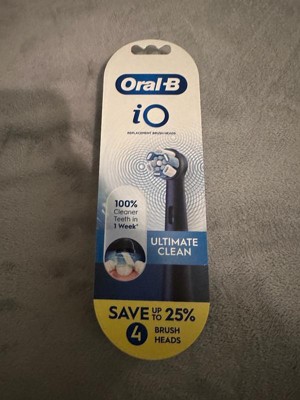 Oral-B
iO
REPLACEMENT BRUSH HEADS
100%
Cleaner
Teeth in
1 Week*
ULTIMATE
CLEAN
SAVE UP TO 25%
4 BRUSH
HEADS